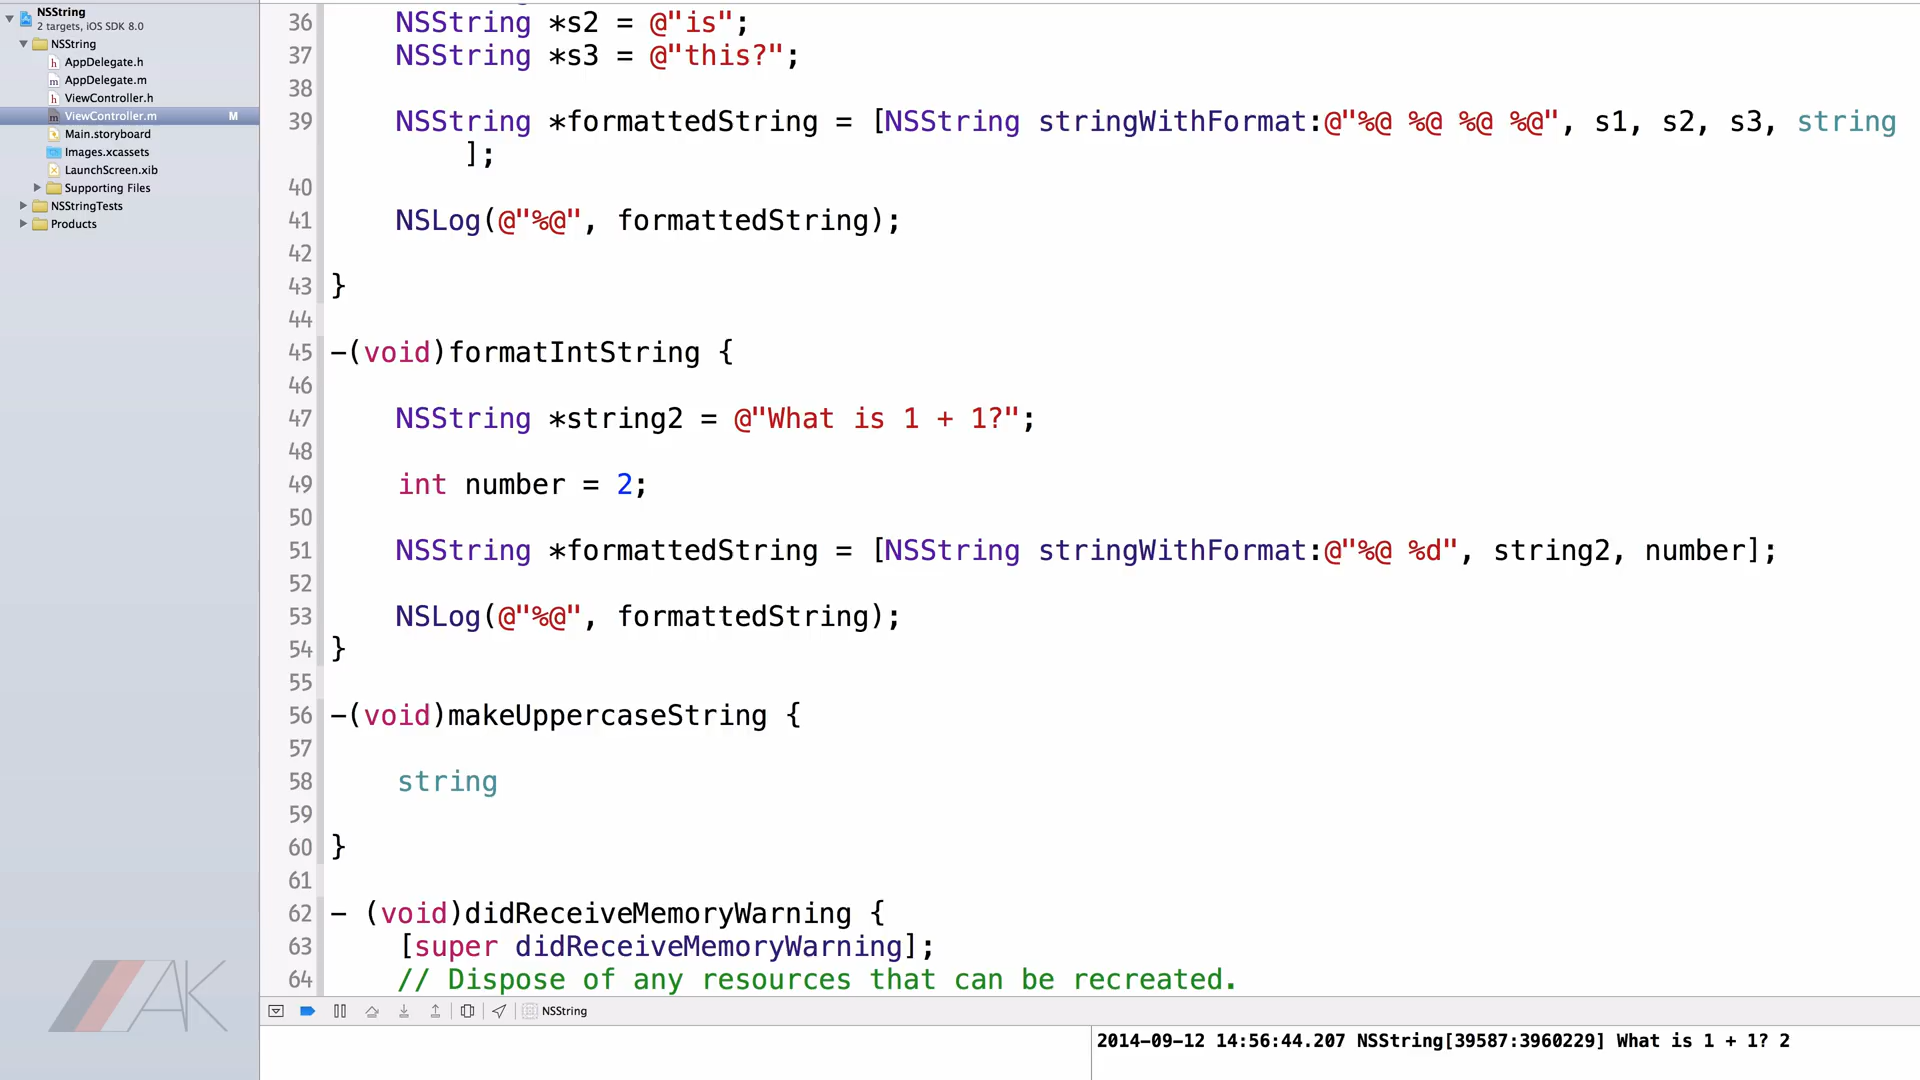 NSString
2 targets, iOS SDK 8.0
NSString
AppDelegate.h
AppDelegate.m
ViewController.h
ViewController.m M
Main.storyboard
Images.xcassets
LaunchScreen.xib
Supporting Files
NSStringTests
Products
36 NSString *s2 = @"is";
37 NSString *s3 = @"this?";
38
39 NSString *formattedString = [NSString stringWithFormat:@"%@ %@ %@ %@", s1, s2, s3, string
];
40
41 NSLog(@"%@", formattedString);
42
43 }
44
45 -(void)formatIntString {
46
47 NSString *string2 = @"What is 1 + 1?";
48
49 int number = 2;
50
51 NSString *formattedString = [NSString stringWithFormat:@"%@ %d", string2, number];
52
53 NSLog(@"%@", formattedString);
54 }
55
56 -(void)makeUppercaseString {
57
58 string
59
60 }
61
62 - (void)didReceiveMemoryWarning {
63 [super didReceiveMemoryWarning];
64 // Dispose of any resources that can be recreated.
NSString
2014-09-12 14:56:44.207 NSString[39587:3960229] What is 1 + 1? 2
AK